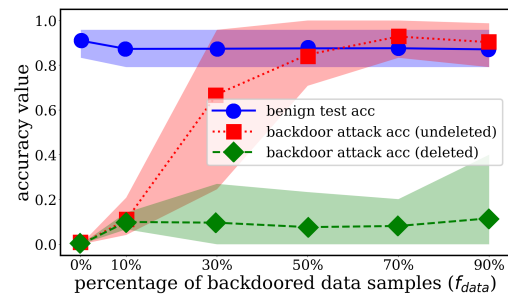 1.0
0.8
0.6
0.4
0.2
0.0
accuracy value
benign test acc
backdoor attack acc (undeleted)
backdoor attack acc (deleted)
0% 10% 30% 50% 70% 90%
percentage of backdoored data samples (f_data)